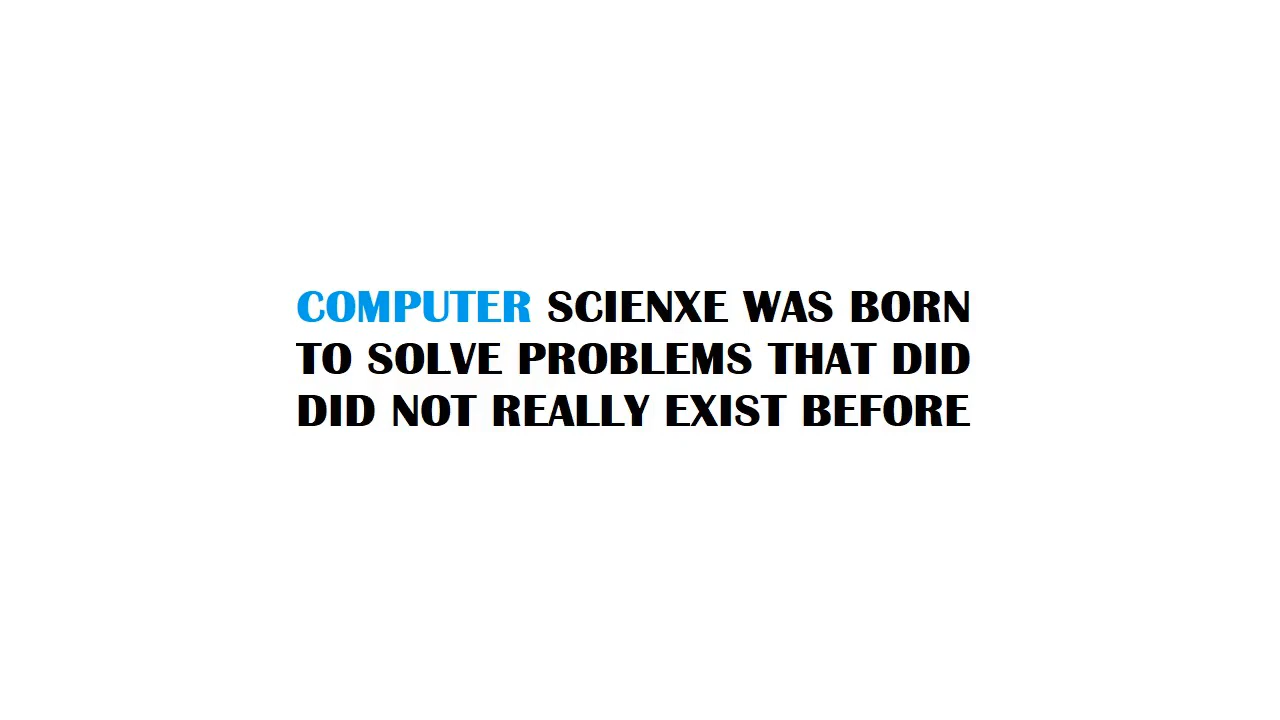 COMPUTER SCIENXE WAS BORN
TO SOLVE PROBLEMS THAT DID
DID NOT REALLY EXIST BEFORE